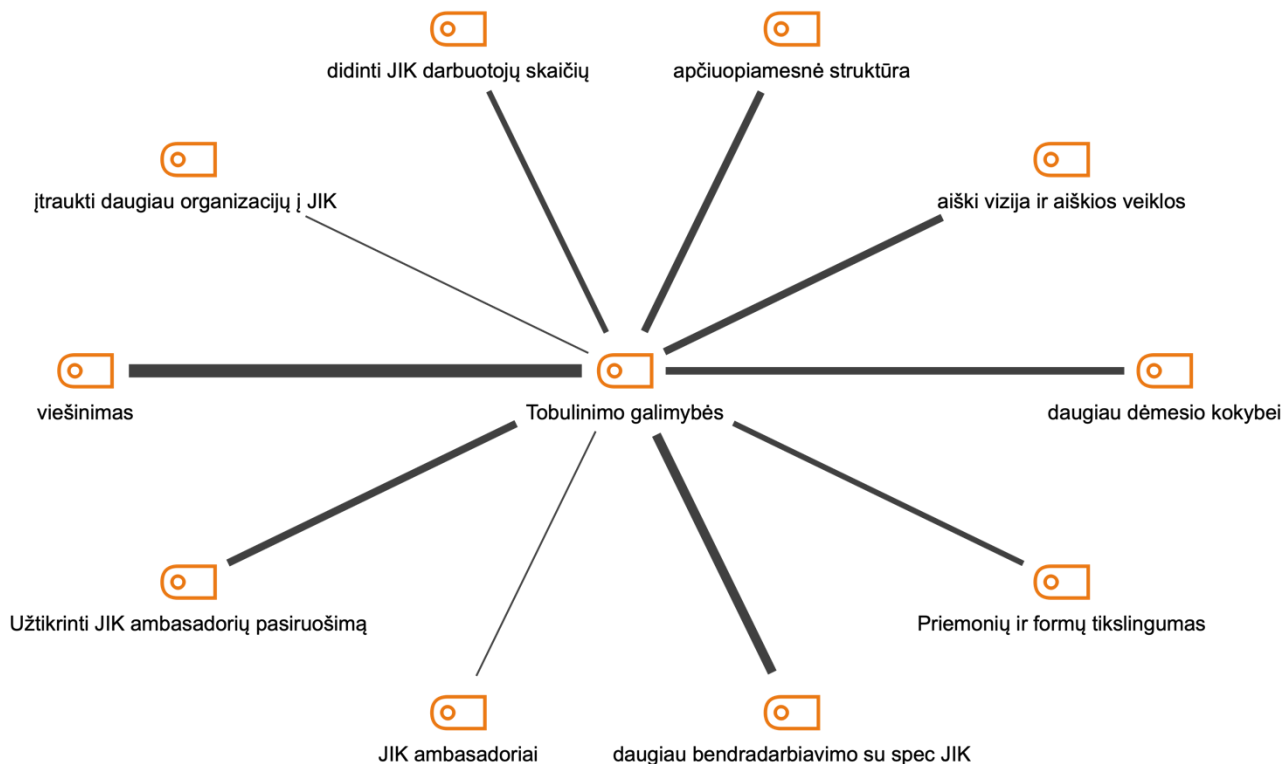 didinti JIK darbuotojų skaičių
apčiuopiamesnė struktūra
įtraukti daugiau organizacijų į JIK
aiški vizija ir aiškios veiklos
viešinimas
Tobulinimo galimybės
daugiau dėmesio kokybei
Užtikrinti JIK ambasadorių pasiruošimą
Priemonių ir formų tikslingumas
JIK ambasadoriai
daugiau bendradarbiavimo su spec JIK